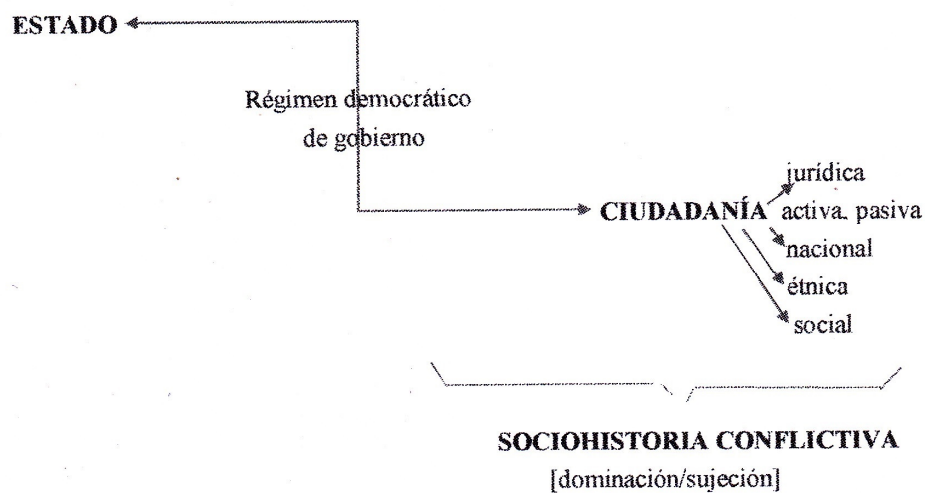 ESTADO
Régimen democrático
de gobierno
jurídica
CIUDADANÍA activa. pasiva
nacional
étnica
social
SOCIOHISTORIA CONFLICTIVA
[dominación/sujeción]